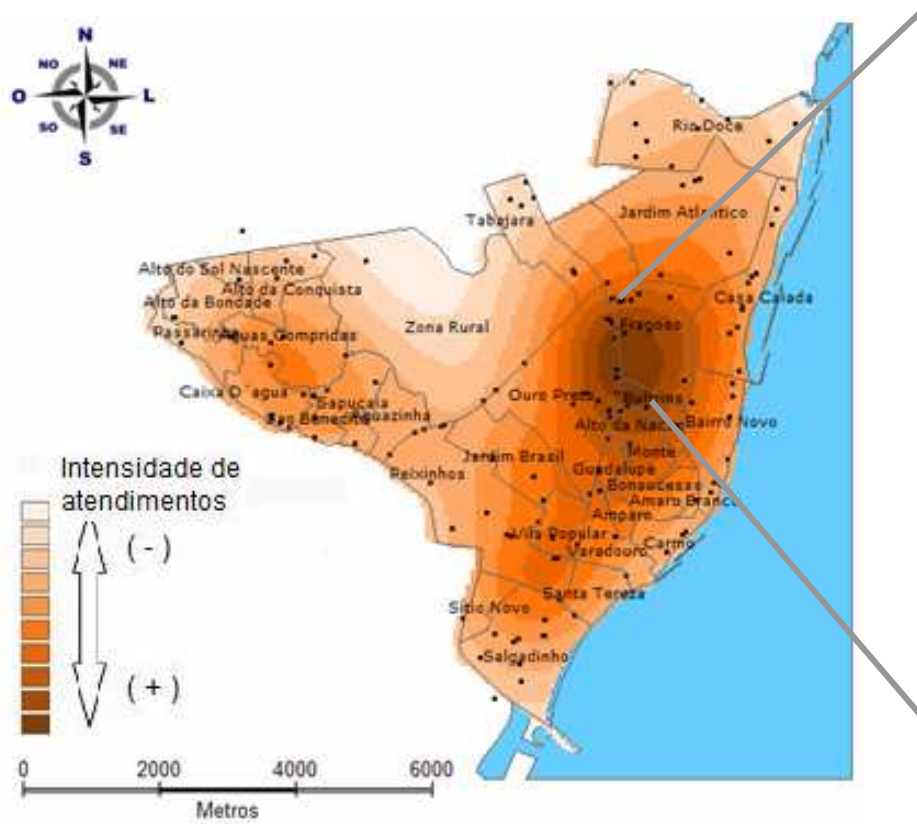 N
NO
NE
O
L
SO
SE
S
Rio Doce
Jardim Atlântico
Tabajara
Alto do Sol Nascente
Alto da Conquista
Alto da Bondade
Casa Caiada
Zona Rural
Fragoso
Passarinho
Aguas Compridas
Caixa D´agua
Sapucaia
Ouro Preto
Bultrins
Sao Benedito
Aguazinha
Alto da Nação
Bairro Novo
Monte
Jardim Brasil
Peixinhos
Guadalupe
Bonsucesso
Amaro Branco
Amparo
Vila Popular
Varadouro
Carmo
Santa Tereza
Sitio Novo
Salgadinho
Intensidade de
atendimentos
( - )
( + )
0
2000
4000
6000
Metros